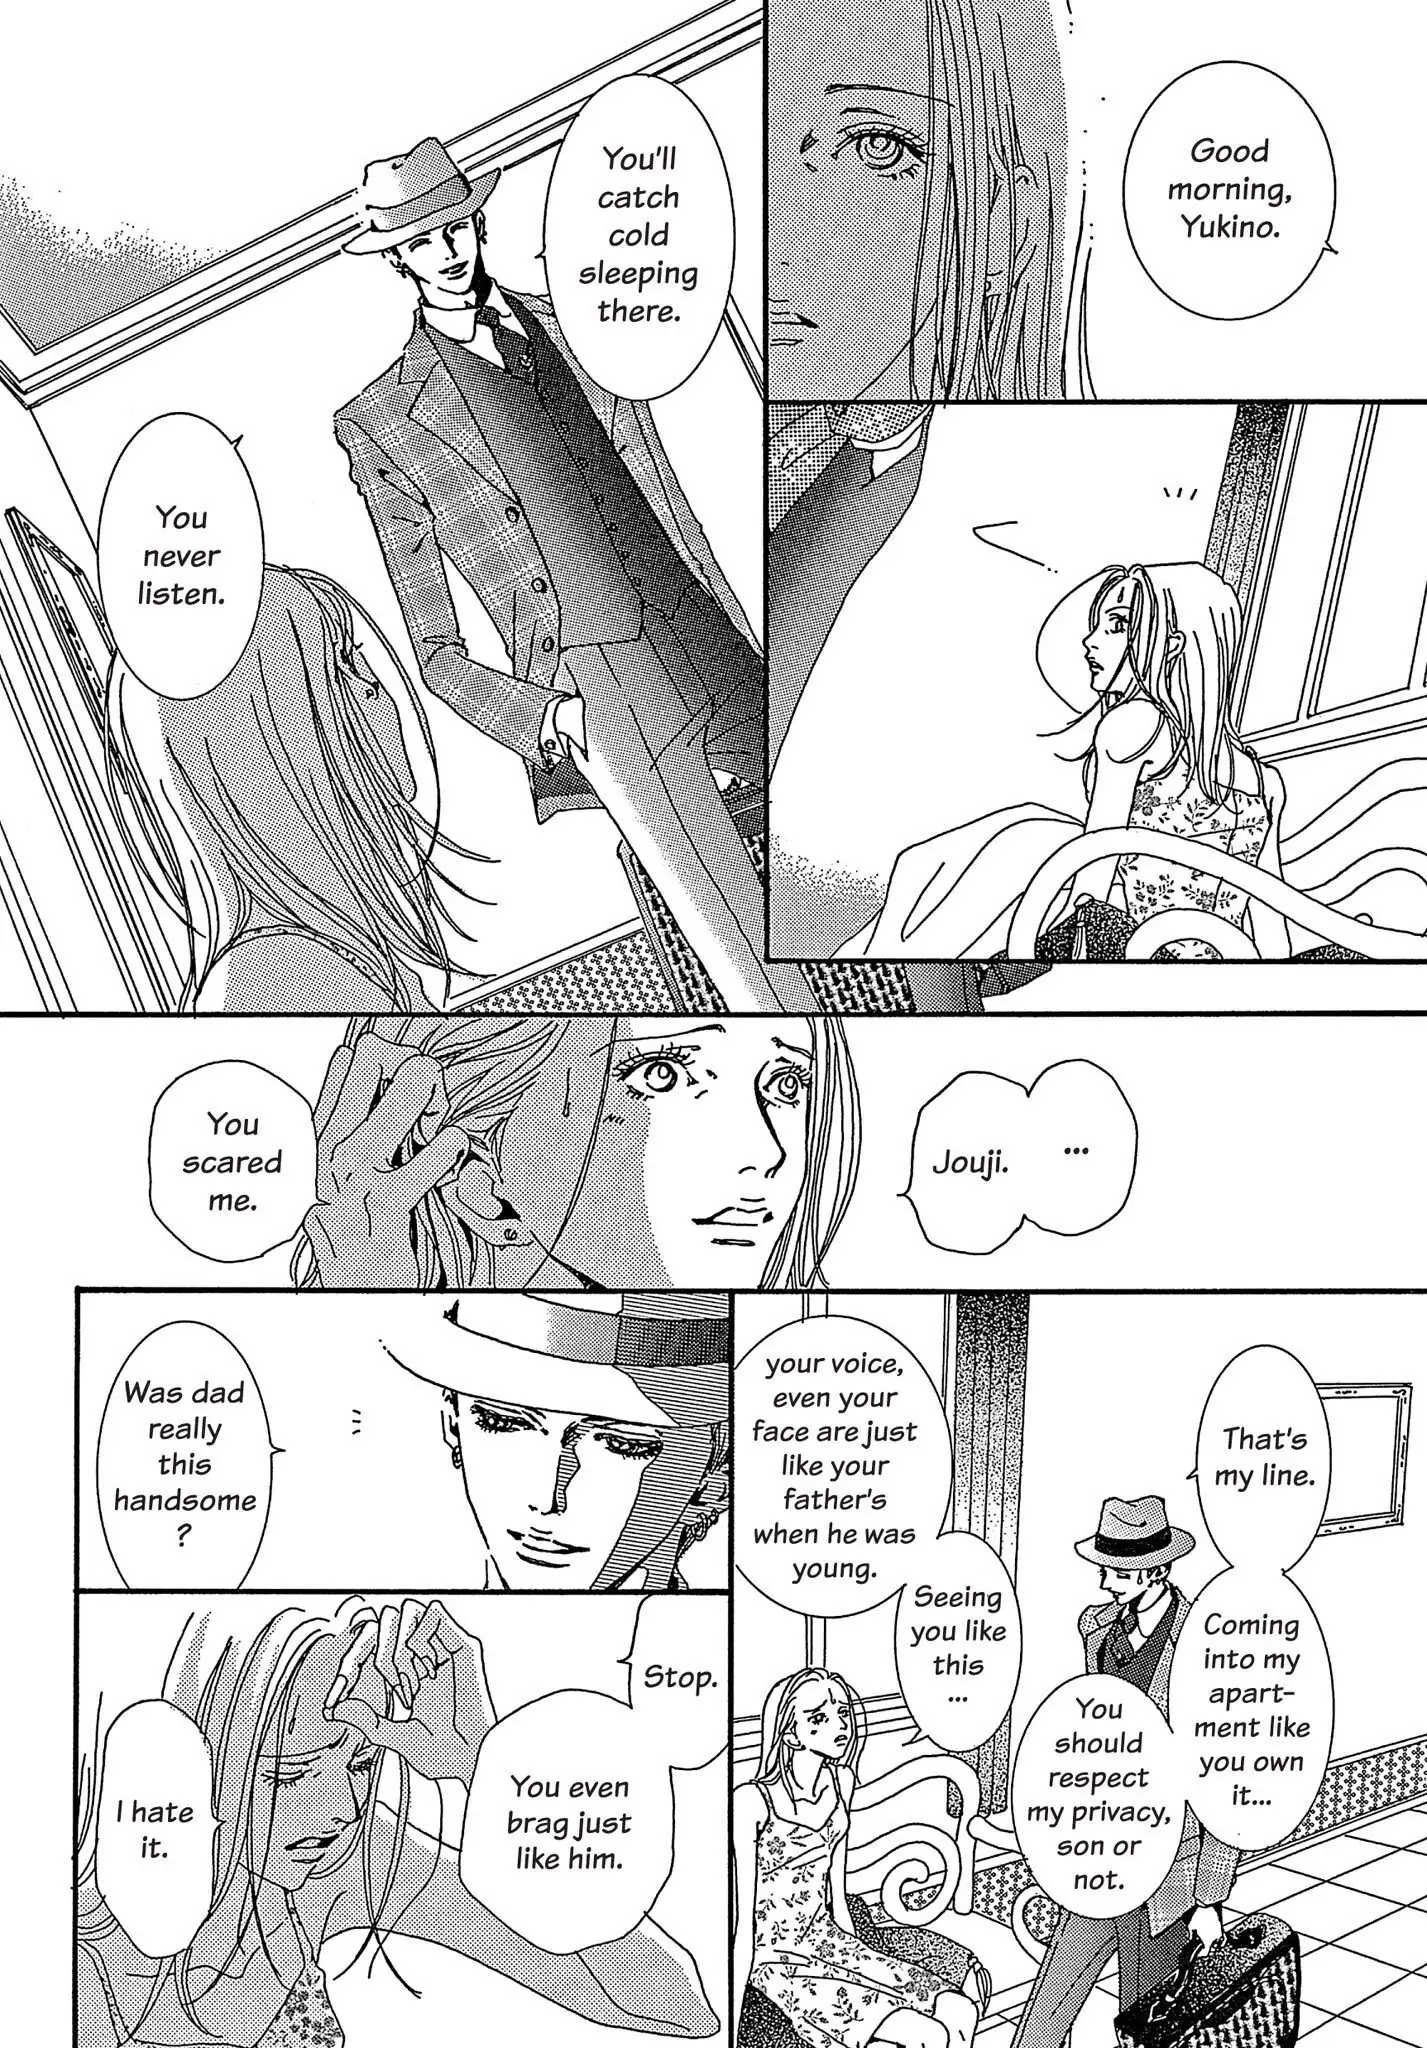 Good
morning,
Yukino.
You'll
catch
cold
sleeping
there.
You
never
listen.
...
Jouji.
You
scared
me.
That's
my line.
Coming
into my
apart-
ment like
you own
it...
You
should
respect
my privacy,
son or
not.
Seeing
you like
this
...
your voice,
even your
face are just
like your
father's
when he was
young.
Was dad
really
this
handsome
?
Stop.
You even
brag just
like him.
I hate
it.